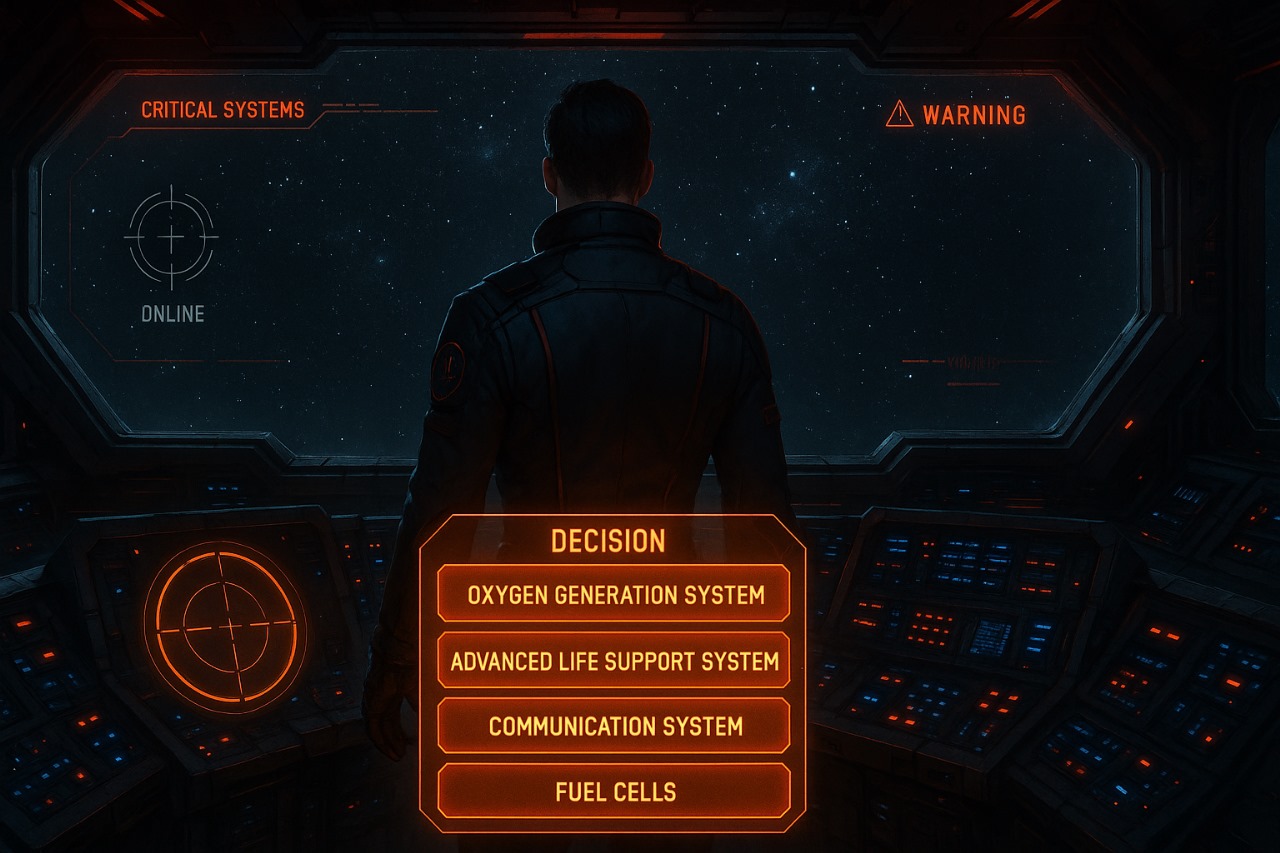 CRITICAL SYSTEMS
WARNING
ONLINE
DECISION
OXYGEN GENERATION SYSTEM
ADVANCED LIFE SUPPORT SYSTEM
COMMUNICATION SYSTEM
FUEL CELLS